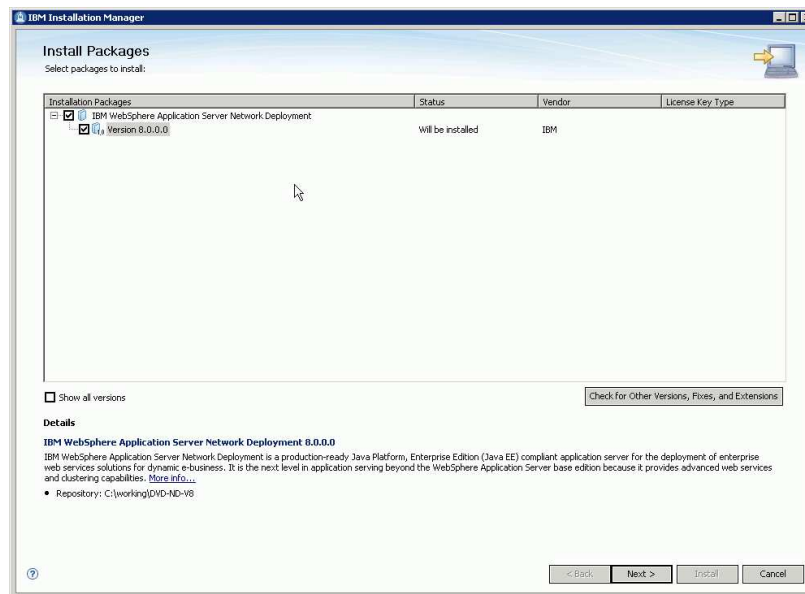 IBM Installation Manager
Install Packages
Select packages to install:
Installation Packages Status Vendor License Key Type
IBM WebSphere Application Server Network Deployment
Version 8.0.0.0 Will be installed IBM
Show all versions
Check for Other Versions, Fixes, and Extensions
Details
IBM WebSphere Application Server Network Deployment 8.0.0.0
IBM WebSphere Application Server Network Deployment is a production-ready Java Platform, Enterprise Edition (Java EE) compliant application server for the deployment of enterprise
web services solutions for dynamic e-business. It is the next level in application serving beyond the WebSphere Application Server base edition because it provides advanced web services
and clustering capabilities. More info...
• Repository: C:\working\DVD-ND-V8
? < Back Next > Install Cancel